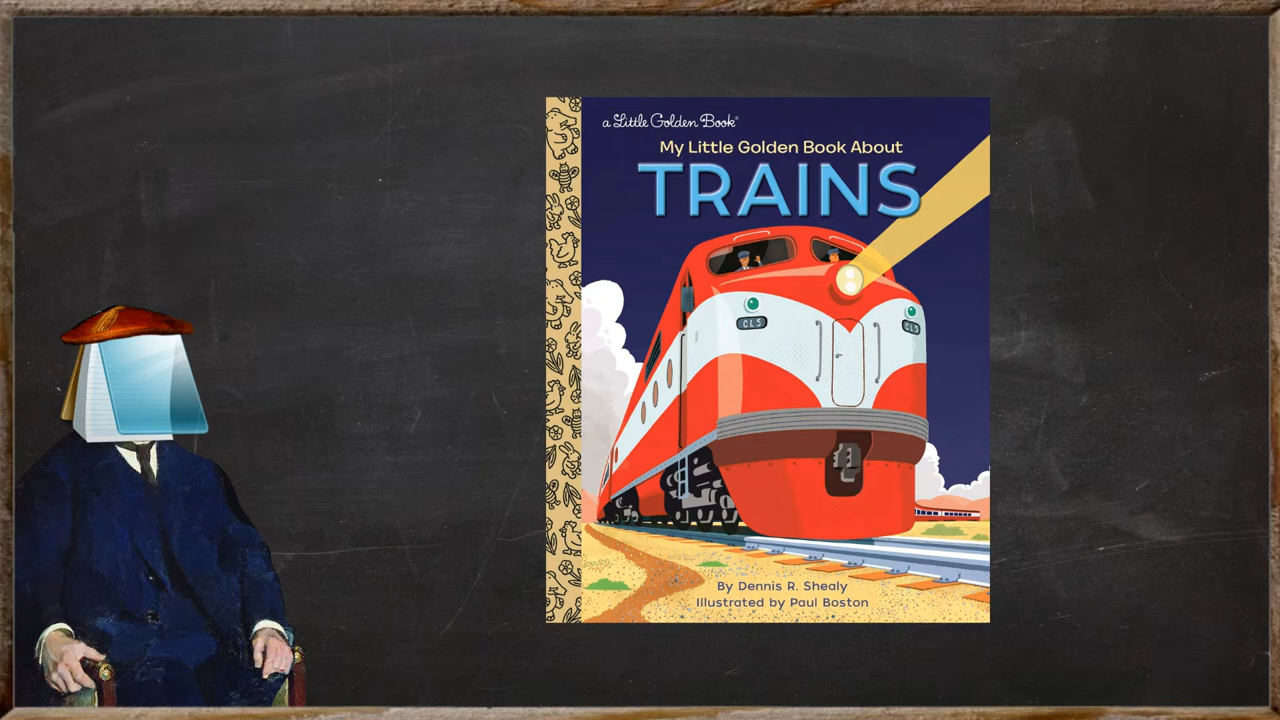 a Little Golden Book®
My Little Golden Book About
TRAINS
CL5
CL5
By Dennis R. Shealy
Illustrated by Paul Boston